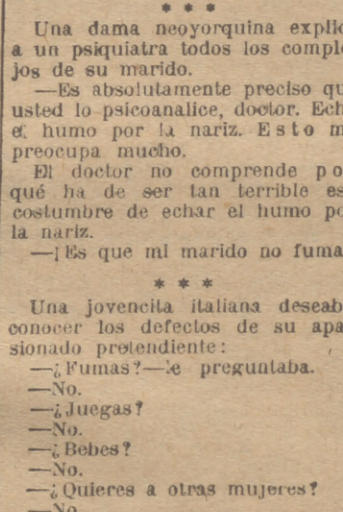 * * *
Una dama neoyorquina explic
a un psiquiatra todos los comple
jos de su marido.
—Es absolutamente preciso qu
usted lo psicoanalice, doctor. Ech
el humo por la nariz. Esto m
preocupa mucho.
El doctor no comprende po
qué ha de ser tan terrible es
costumbre de echar el humo po
la nariz.
—¡Es que mi marido no fuma
* * *
Una jovencita italiana deseab
conocer los defectos de su apa
sionado pretendiente:
—¿Fumas?—le preguntaba.
—No.
—¿Juegas?
—No.
—¿Bebes?
—No.
—¿Quieres a otras mujeres?
—No